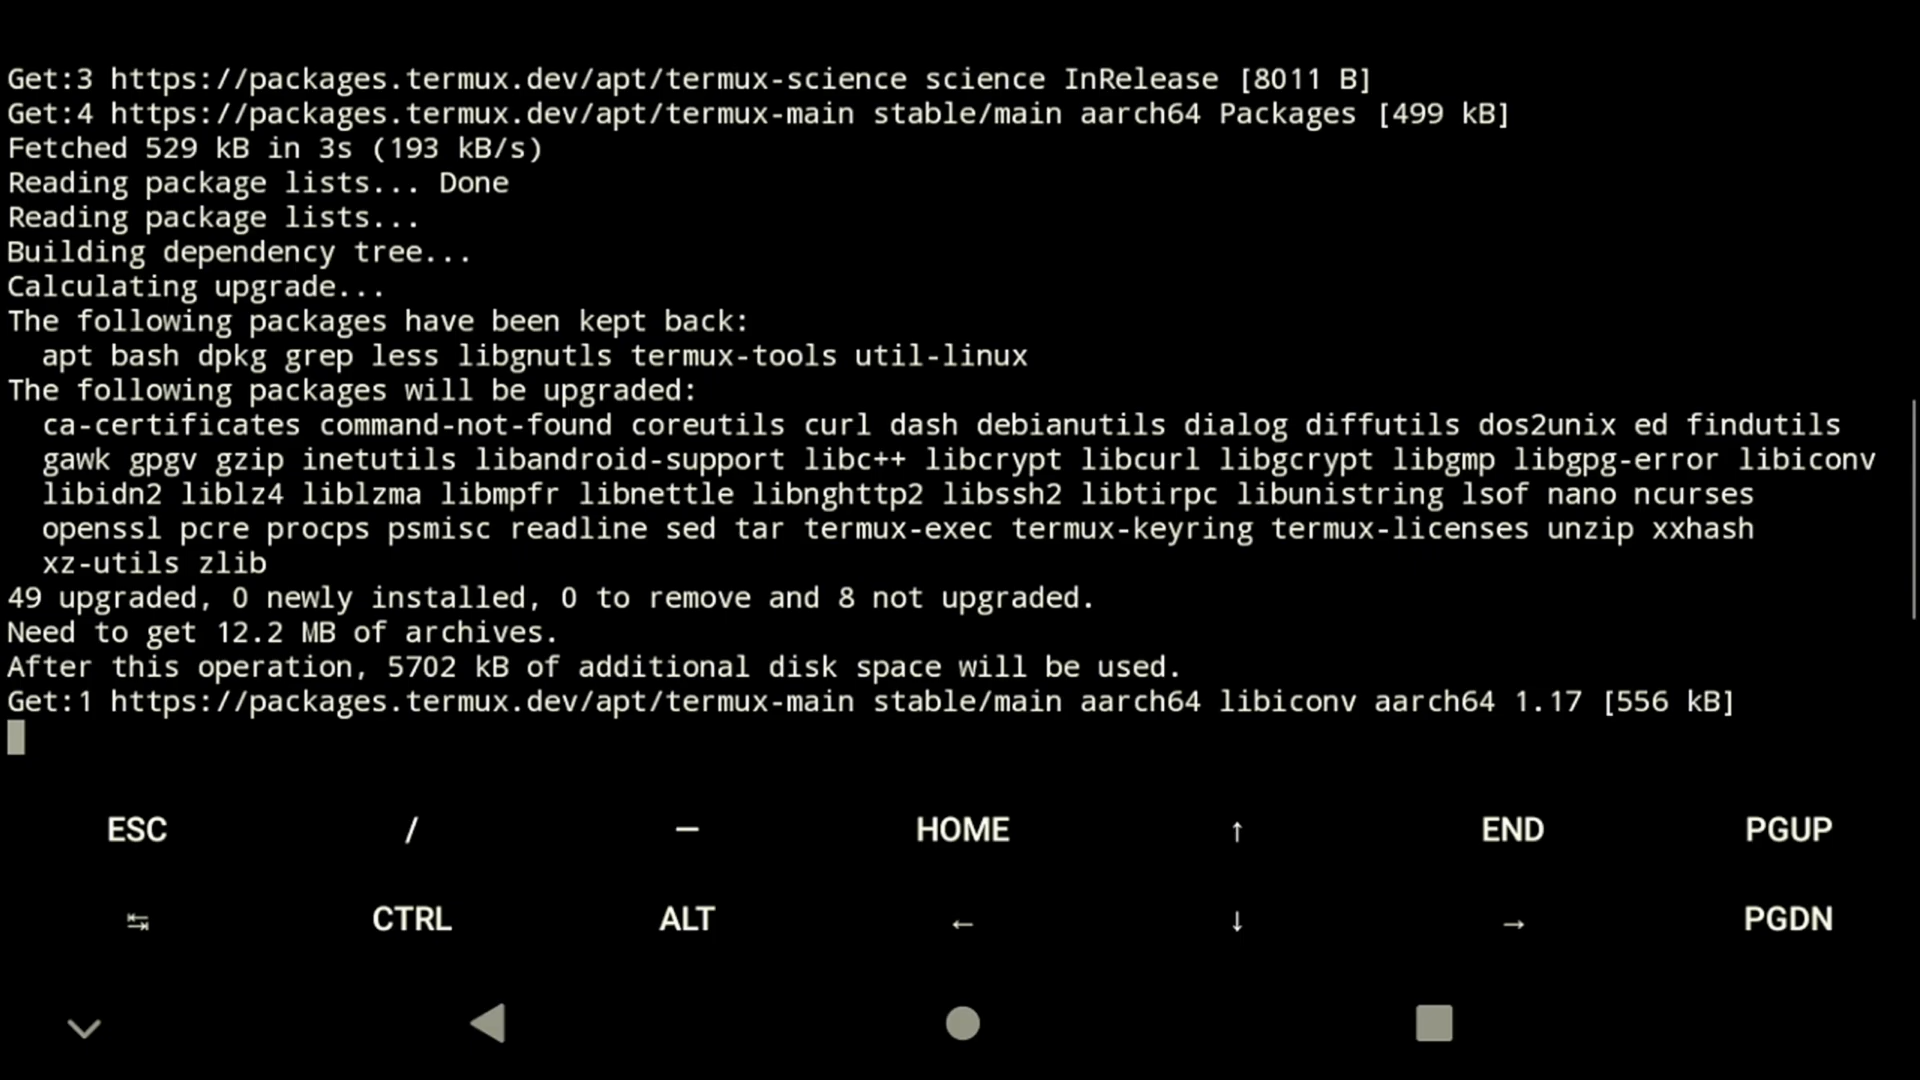 Get:3 https://packages.termux.dev/apt/termux-science science InRelease [8011 B]
Get:4 https://packages.termux.dev/apt/termux-main stable/main aarch64 Packages [499 kB]
Fetched 529 kB in 3s (193 kB/s)
Reading package lists... Done
Reading package lists...
Building dependency tree...
Calculating upgrade...
The following packages have been kept back:
  apt bash dpkg grep less libgnutls termux-tools util-linux
The following packages will be upgraded:
  ca-certificates command-not-found coreutils curl dash debianutils dialog diffutils dos2unix ed findutils
  gawk gpgv gzip inetutils libandroid-support libc++ libcrypt libcurl libgcrypt libgmp libgpg-error libiconv
  libidn2 liblz4 liblzma libmpfr libnettle libnghttp2 libssh2 libtirpc libunistring lsof nano ncurses
  openssl pcre procps psmisc readline sed tar termux-exec termux-keyring termux-licenses unzip xxhash
  xz-utils zlib
49 upgraded, 0 newly installed, 0 to remove and 8 not upgraded.
Need to get 12.2 MB of archives.
After this operation, 5702 kB of additional disk space will be used.
Get:1 https://packages.termux.dev/apt/termux-main stable/main aarch64 libiconv aarch64 1.17 [556 kB]
ESC / — HOME ↑ END PGUP
↹ CTRL ALT ← ↓ → PGDN